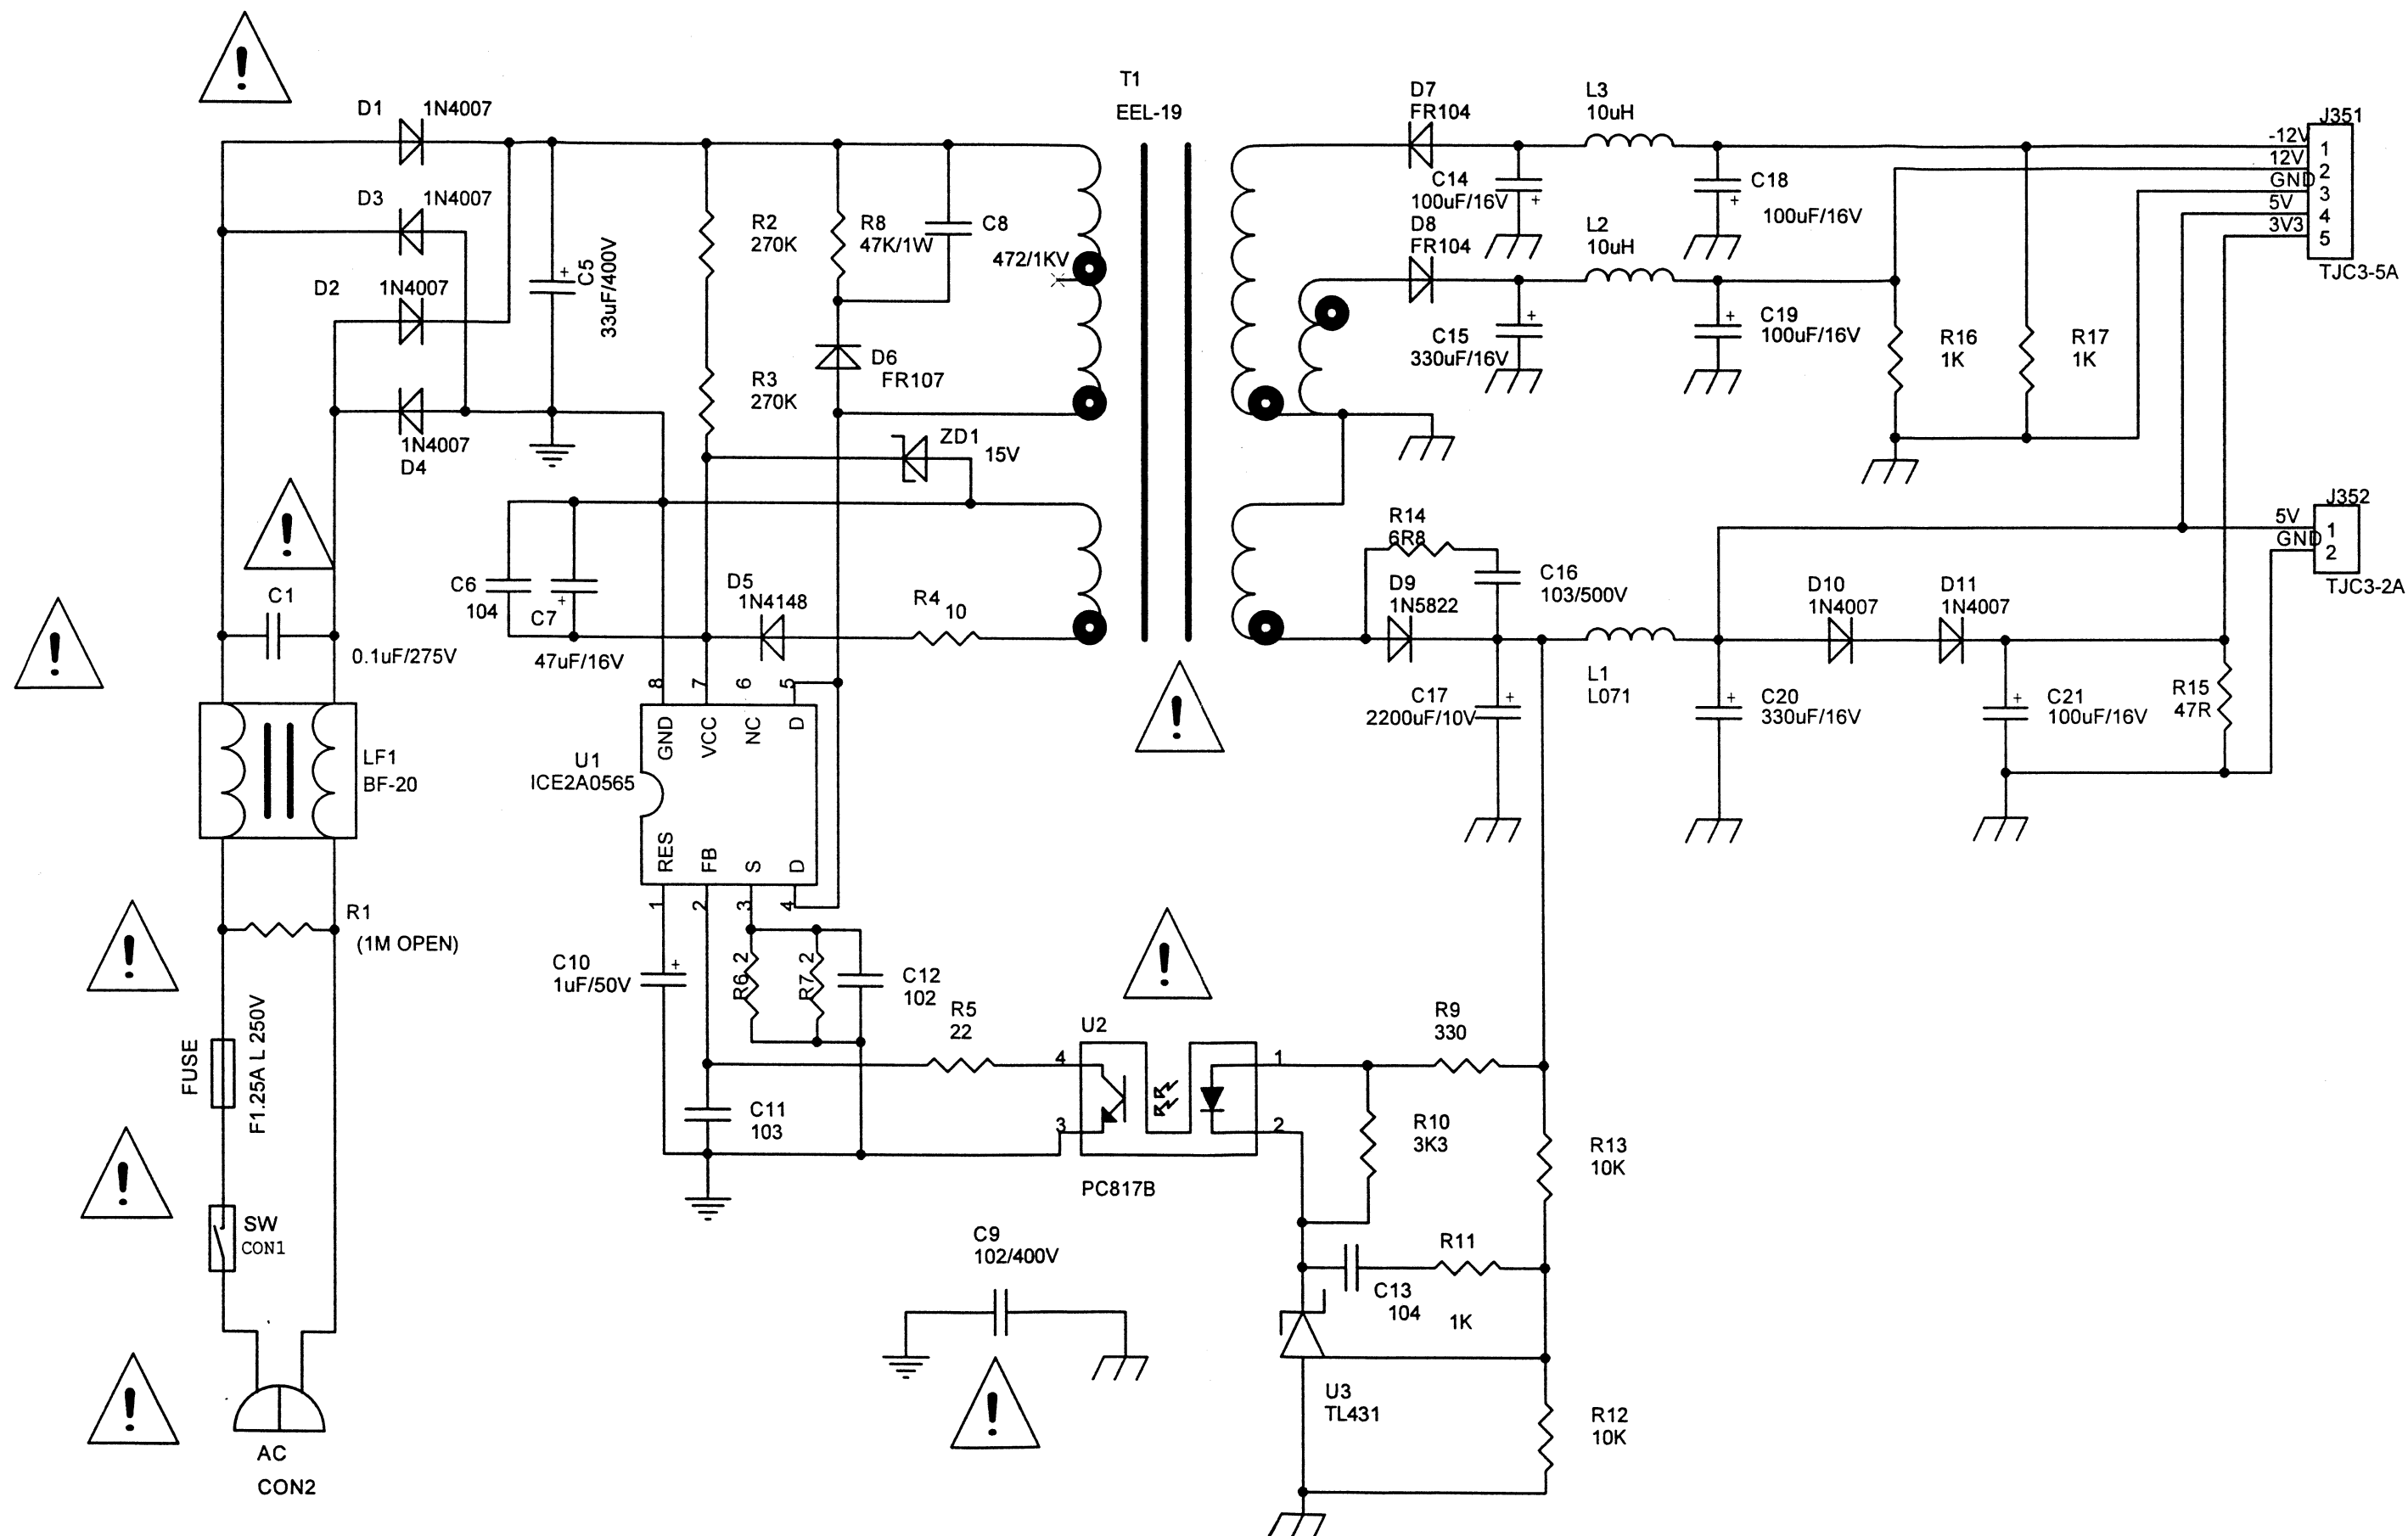 T1
EEL-19
D1 1N4007
D3 1N4007
D2 1N4007
1N4007
D4
C5
33uF/400V
R2
270K
R3
270K
R8
47K/1W
C8
472/1KV
D6
FR107
ZD1
15V
D7
FR104
L3
10uH
C14
100uF/16V
C18
100uF/16V
D8
FR104
L2
10uH
C15
330uF/16V
C19
100uF/16V
R16
1K
R17
1K
J351
-12V 1
12V 2
GND 3
5V 4
3V3 5
TJC3-5A
J352
5V 1
GND 2
TJC3-2A
C1
0.1uF/275V
C6
104
C7
47uF/16V
D5
1N4148
R4 10
R14
6R8
C16
103/500V
D9
1N5822
C17
2200uF/10V
L1
L071
D10
1N4007
D11
1N4007
C20
330uF/16V
C21
100uF/16V
R15
47R
LF1
BF-20
U1
ICE2A0565
8 7 6 5
GND VCC NC D
RES FB S D
1 2 3 4
R1
(1M OPEN)
FUSE
F1.25A L 250V
SW
CON1
AC
CON2
C10
1uF/50V
R6 2
R7 2
C12
102
C11
103
R5
22
U2
4
3
1
2
PC817B
R9
330
R10
3K3
R13
10K
C9
102/400V
C13
104
R11
1K
U3
TL431
R12
10K